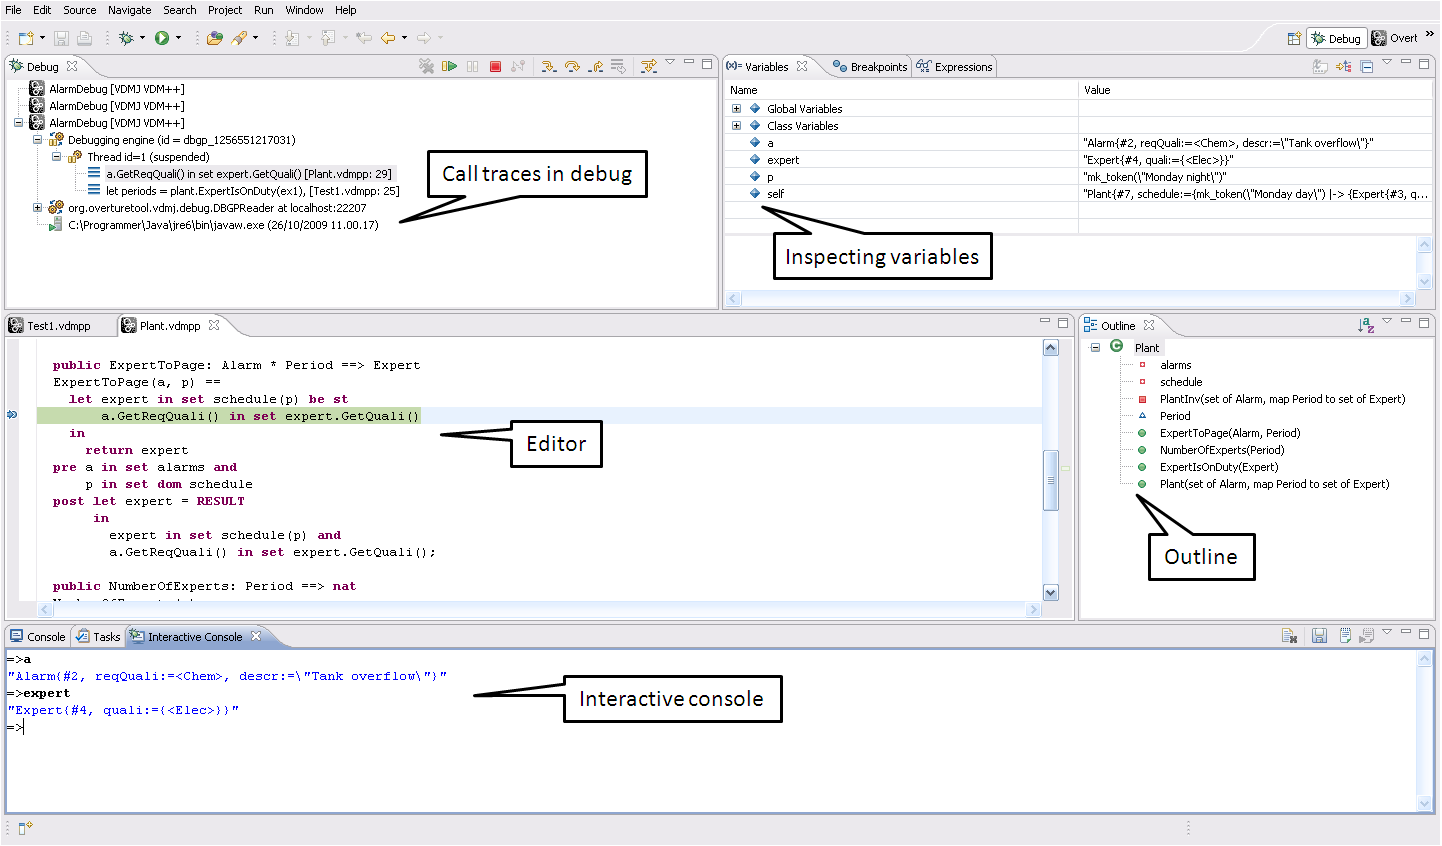 File Edit Source Navigate Search Project Run Window Help
Debug Overt »
Debug
AlarmDebug [VDMJ VDM++]
AlarmDebug [VDMJ VDM++]
AlarmDebug [VDMJ VDM++]
Debugging engine (id = dbgp_1256551217031)
Thread id=1 (suspended)
a.GetReqQuali() in set expert.GetQuali() [Plant.vdmpp: 29]
let periods = plant.ExpertIsOnDuty(ex1), [Test1.vdmpp: 25]
org.overturetool.vdmj.debug.DBGPReader at localhost:22207
C:\Programmer\Java\jre6\bin\javaw.exe (26/10/2009 11.00.17)
Call traces in debug
(x)= Variables Breakpoints Expressions
Name Value
Global Variables
Class Variables
a "Alarm{#2, reqQuali:=<Chem>, descr:=\"Tank overflow\"}"
expert "Expert{#4, quali:={<Elec>}}"
p "mk_token(\"Monday night\")"
self "Plant{#7, schedule:={mk_token(\"Monday day\") |-> {Expert{#3, q...
Inspecting variables
Test1.vdmpp Plant.vdmpp
public ExpertToPage: Alarm * Period ==> Expert
ExpertToPage(a, p) ==
let expert in set schedule(p) be st
a.GetReqQuali() in set expert.GetQuali()
in
return expert
pre a in set alarms and
p in set dom schedule
post let expert = RESULT
in
expert in set schedule(p) and
a.GetReqQuali() in set expert.GetQuali();
public NumberOfExperts: Period ==> nat
Editor
Outline
Plant
alarms
schedule
PlantInv(set of Alarm, map Period to set of Expert)
Period
ExpertToPage(Alarm, Period)
NumberOfExperts(Period)
ExpertIsOnDuty(Expert)
Plant(set of Alarm, map Period to set of Expert)
Outline
Console Tasks Interactive Console
=>a
"Alarm{#2, reqQuali:=<Chem>, descr:=\"Tank overflow\"}"
=>expert
"Expert{#4, quali:={<Elec>}}"
=>
Interactive console